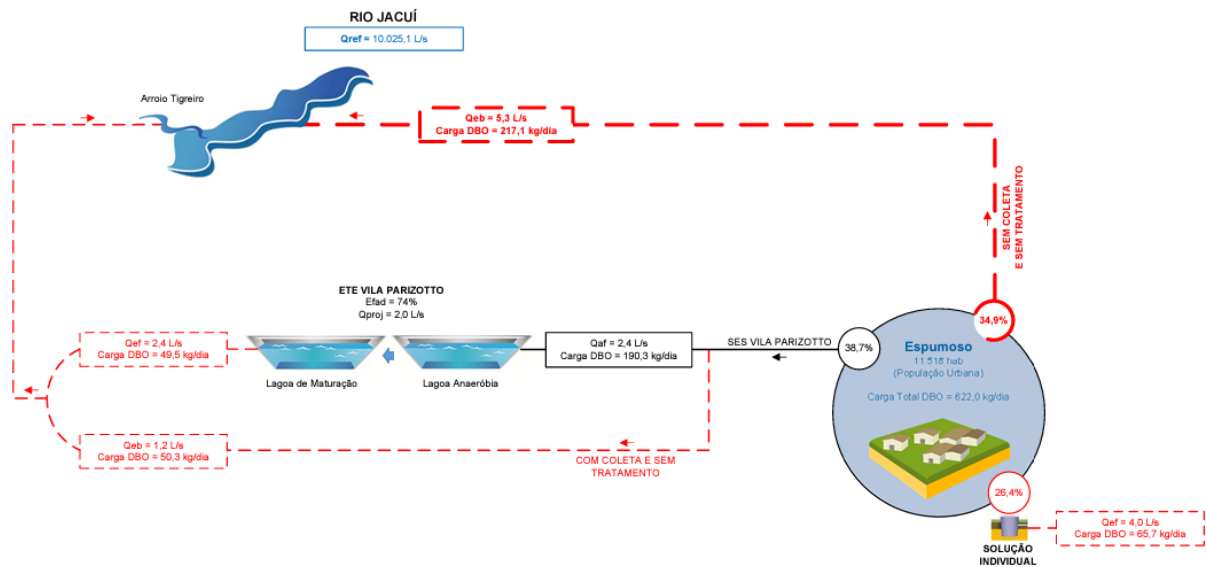 RIO JACUÍ
Qref = 10.025,1 L/s
Arroio Tigreiro
Qeb = 5,3 L/s
Carga DBO = 217,1 kg/dia
SEM COLETA
E SEM TRATAMENTO
ETE VILA PARIZOTTO
Efad = 74%
Qproj = 2,0 L/s
Qef = 2,4 L/s
Carga DBO = 49,5 kg/dia
Lagoa de Maturação
Lagoa Anaeróbia
Qaf = 2,4 L/s
Carga DBO = 190,3 kg/dia
SES VILA PARIZOTTO
38,7%
34,9%
Espumoso
11.518 hab
(População Urbana)
Carga Total DBO = 622,0 kg/dia
Qeb = 1,2 L/s
Carga DBO = 50,3 kg/dia
COM COLETA E SEM
TRATAMENTO
26,4%
SOLUÇÃO
INDIVIDUAL
Qef = 4,0 L/s
Carga DBO = 65,7 kg/dia